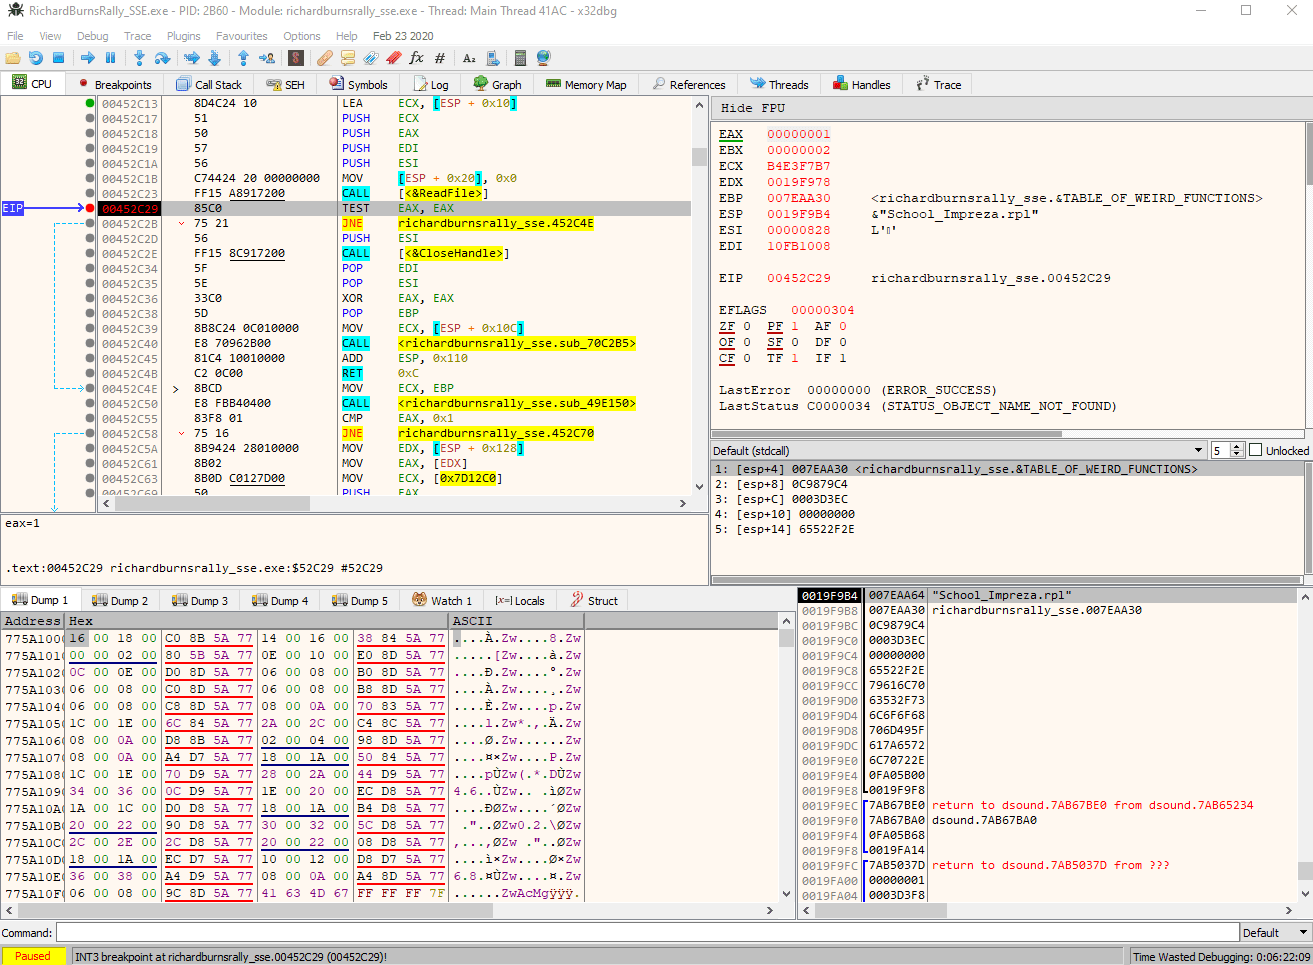 RichardBurnsRally_SSE.exe - PID: 2B60 - Module: richardburnsrally_sse.exe - Thread: Main Thread 41AC - x32dbg
File View Debug Trace Plugins Favourites Options Help Feb 23 2020
CPU Breakpoints Call Stack SEH Symbols Log Graph Memory Map References Threads Handles Trace
00452C13 8D4C24 10 LEA ECX, [ESP + 0x10]
00452C17 51 PUSH ECX
00452C18 50 PUSH EAX
00452C19 57 PUSH EDI
00452C1A 56 PUSH ESI
00452C1B C74424 20 00000000 MOV [ESP + 0x20], 0x0
00452C23 FF15 A8917200 CALL [<&ReadFile>]
EIP 00452C29 85C0 TEST EAX, EAX
00452C2B 75 21 JNE richardburnsrally_sse.452C4E
00452C2D 56 PUSH ESI
00452C2E FF15 8C917200 CALL [<&CloseHandle>]
00452C34 5F POP EDI
00452C35 5E POP ESI
00452C36 33C0 XOR EAX, EAX
00452C38 5D POP EBP
00452C39 8B8C24 0C010000 MOV ECX, [ESP + 0x10C]
00452C40 E8 70962B00 CALL <richardburnsrally_sse.sub_70C2B5>
00452C45 81C4 10010000 ADD ESP, 0x110
00452C4B C2 0C00 RET 0xC
00452C4E 8BCD MOV ECX, EBP
00452C50 E8 FBB40400 CALL <richardburnsrally_sse.sub_49E150>
00452C55 83F8 01 CMP EAX, 0x1
00452C58 75 16 JNE richardburnsrally_sse.452C70
00452C5A 8B9424 28010000 MOV EDX, [ESP + 0x128]
00452C61 8B02 MOV EAX, [EDX]
00452C63 8B0D C0127D00 MOV ECX, [0x7D12C0]
00452C69 50 PUSH EAX
eax=1
.text:00452C29 richardburnsrally_sse.exe:$52C29 #52C29
Hide FPU
EAX 00000001
EBX 00000002
ECX B4E3F7B7
EDX 0019F978
EBP 007EAA30 <richardburnsrally_sse.&TABLE_OF_WEIRD_FUNCTIONS>
ESP 0019F9B4 &"School_Impreza.rpl"
ESI 00000828
EDI 10FB1008
EIP 00452C29 richardburnsrally_sse.00452C29
EFLAGS 00000304
ZF 0 PF 1 AF 0
OF 0 SF 0 DF 0
CF 0 TF 1 IF 1
LastError 00000000 (ERROR_SUCCESS)
LastStatus C0000034 (STATUS_OBJECT_NAME_NOT_FOUND)
Default (stdcall) 5 Unlocked
1: [esp+4] 007EAA30 <richardburnsrally_sse.&TABLE_OF_WEIRD_FUNCTIONS>
2: [esp+8] 0C9879C4
3: [esp+C] 0003D3EC
4: [esp+10] 00000000
5: [esp+14] 65522F2E
Dump 1 Dump 2 Dump 3 Dump 4 Dump 5 Watch 1 [x=] Locals Struct
Address Hex ASCII
775A1000 16 00 18 00 C0 8B 5A 77 14 00 16 00 38 84 5A 77 ....À.Zw....8.Zw
775A1010 00 00 02 00 80 5B 5A 77 0E 00 10 00 E0 8D 5A 77 .....[Zw....à.Zw
775A1020 0C 00 0E 00 D0 8D 5A 77 06 00 08 00 B0 8D 5A 77 ....Ð.Zw....°.Zw
775A1030 06 00 08 00 C0 8D 5A 77 06 00 08 00 B8 8D 5A 77 ....À.Zw....¸.Zw
775A1040 06 00 08 00 C8 8D 5A 77 08 00 0A 00 70 83 5A 77 ....È.Zw....p.Zw
775A1050 1C 00 1E 00 6C 84 5A 77 2A 00 2C 00 C4 8C 5A 77 ....l.Zw*.,.Ä.Zw
775A1060 08 00 0A 00 D8 8B 5A 77 02 00 04 00 98 8D 5A 77 ....Ø.Zw......Zw
775A1070 08 00 0A 00 A4 D7 5A 77 18 00 1A 00 50 84 5A 77 ....¤×Zw....P.Zw
775A1080 1C 00 1E 00 70 D9 5A 77 28 00 2A 00 44 D9 5A 77 ....pÙZw(.*.DÙZw
775A1090 34 00 36 00 0C D9 5A 77 1E 00 20 00 EC D8 5A 77 4.6..ÙZw.. .ìØZw
775A10A0 1A 00 1C 00 D0 D8 5A 77 18 00 1A 00 B4 D8 5A 77 ....ÐØZw....´ØZw
775A10B0 20 00 22 00 90 D8 5A 77 30 00 32 00 5C D8 5A 77 .".. ØZw0.2.\ØZw
775A10C0 2C 00 2E 00 2C D8 5A 77 20 00 22 00 08 D8 5A 77 ,...,ØZw ."..ØZw
775A10D0 18 00 1A 00 EC D7 5A 77 10 00 12 00 D8 D7 5A 77 ....ì×Zw....Ø×Zw
775A10E0 36 00 38 00 A4 D9 5A 77 08 00 0A 00 A4 8D 5A 77 6.8.¤ÙZw....¤.Zw
775A10F0 06 00 08 00 9C 8D 5A 77 41 63 4D 67 FF FF FF 7F ......ZwAcMgÿÿÿ.
0019F9B4 007EAA64 "School_Impreza.rpl"
0019F9B8 007EAA30 richardburnsrally_sse.007EAA30
0019F9BC 0C9879C4
0019F9C0 0003D3EC
0019F9C4 00000000
0019F9C8 65522F2E
0019F9CC 79616C70
0019F9D0 63532F73
0019F9D4 6C6F6F68
0019F9D8 706D495F
0019F9DC 617A6572
0019F9E0 6C70722E
0019F9E4 0FA05B00
0019F9E8 0019F9F8
0019F9EC 7AB67BE0 return to dsound.7AB67BE0 from dsound.7AB65234
0019F9F0 7AB67BA0 dsound.7AB67BA0
0019F9F4 0FA05B68
0019F9F8 0019FA14
0019F9FC 7AB5037D return to dsound.7AB5037D from ???
0019FA00 00000001
0019FA04 0003D3F8
Command: Default
Paused INT3 breakpoint at richardburnsrally_sse.00452C29 (00452C29)! Time Wasted Debugging: 0:06:22:09